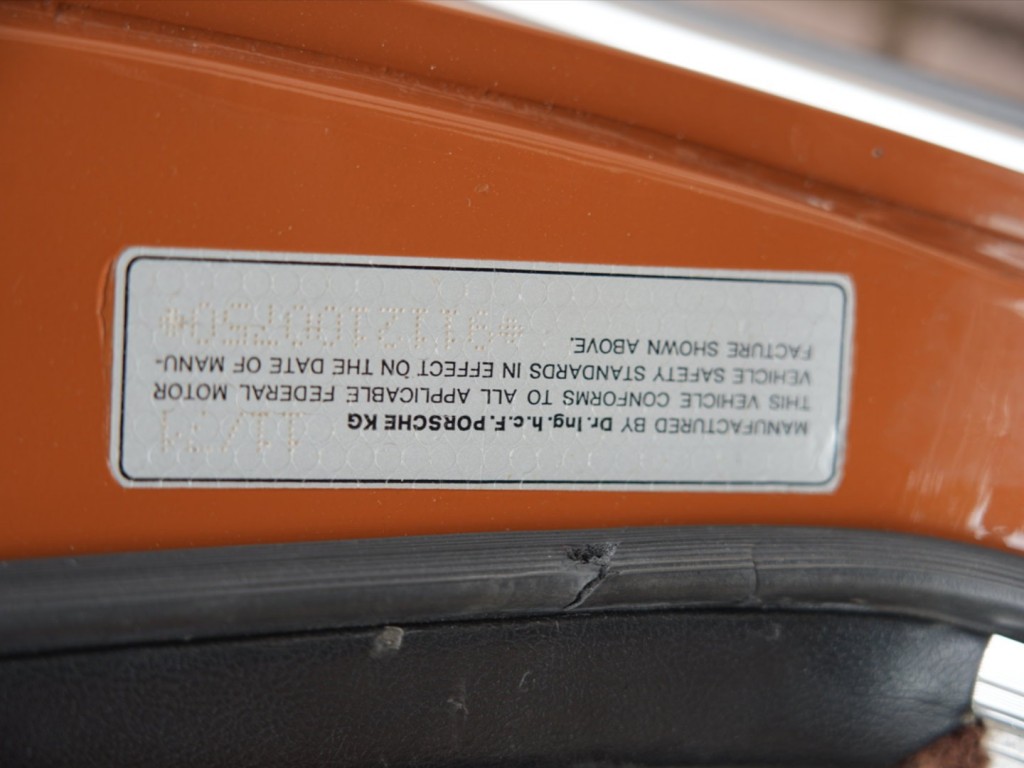 MANUFACTURED BY Dr.Ing.h.c.F.PORSCHE KG
THIS VEHICLE CONFORMS TO ALL APPLICABLE FEDERAL MOTOR
VEHICLE SAFETY STANDARDS IN EFFECT ON THE DATE OF MANU-
FACTURE SHOWN ABOVE.
*9112100750*